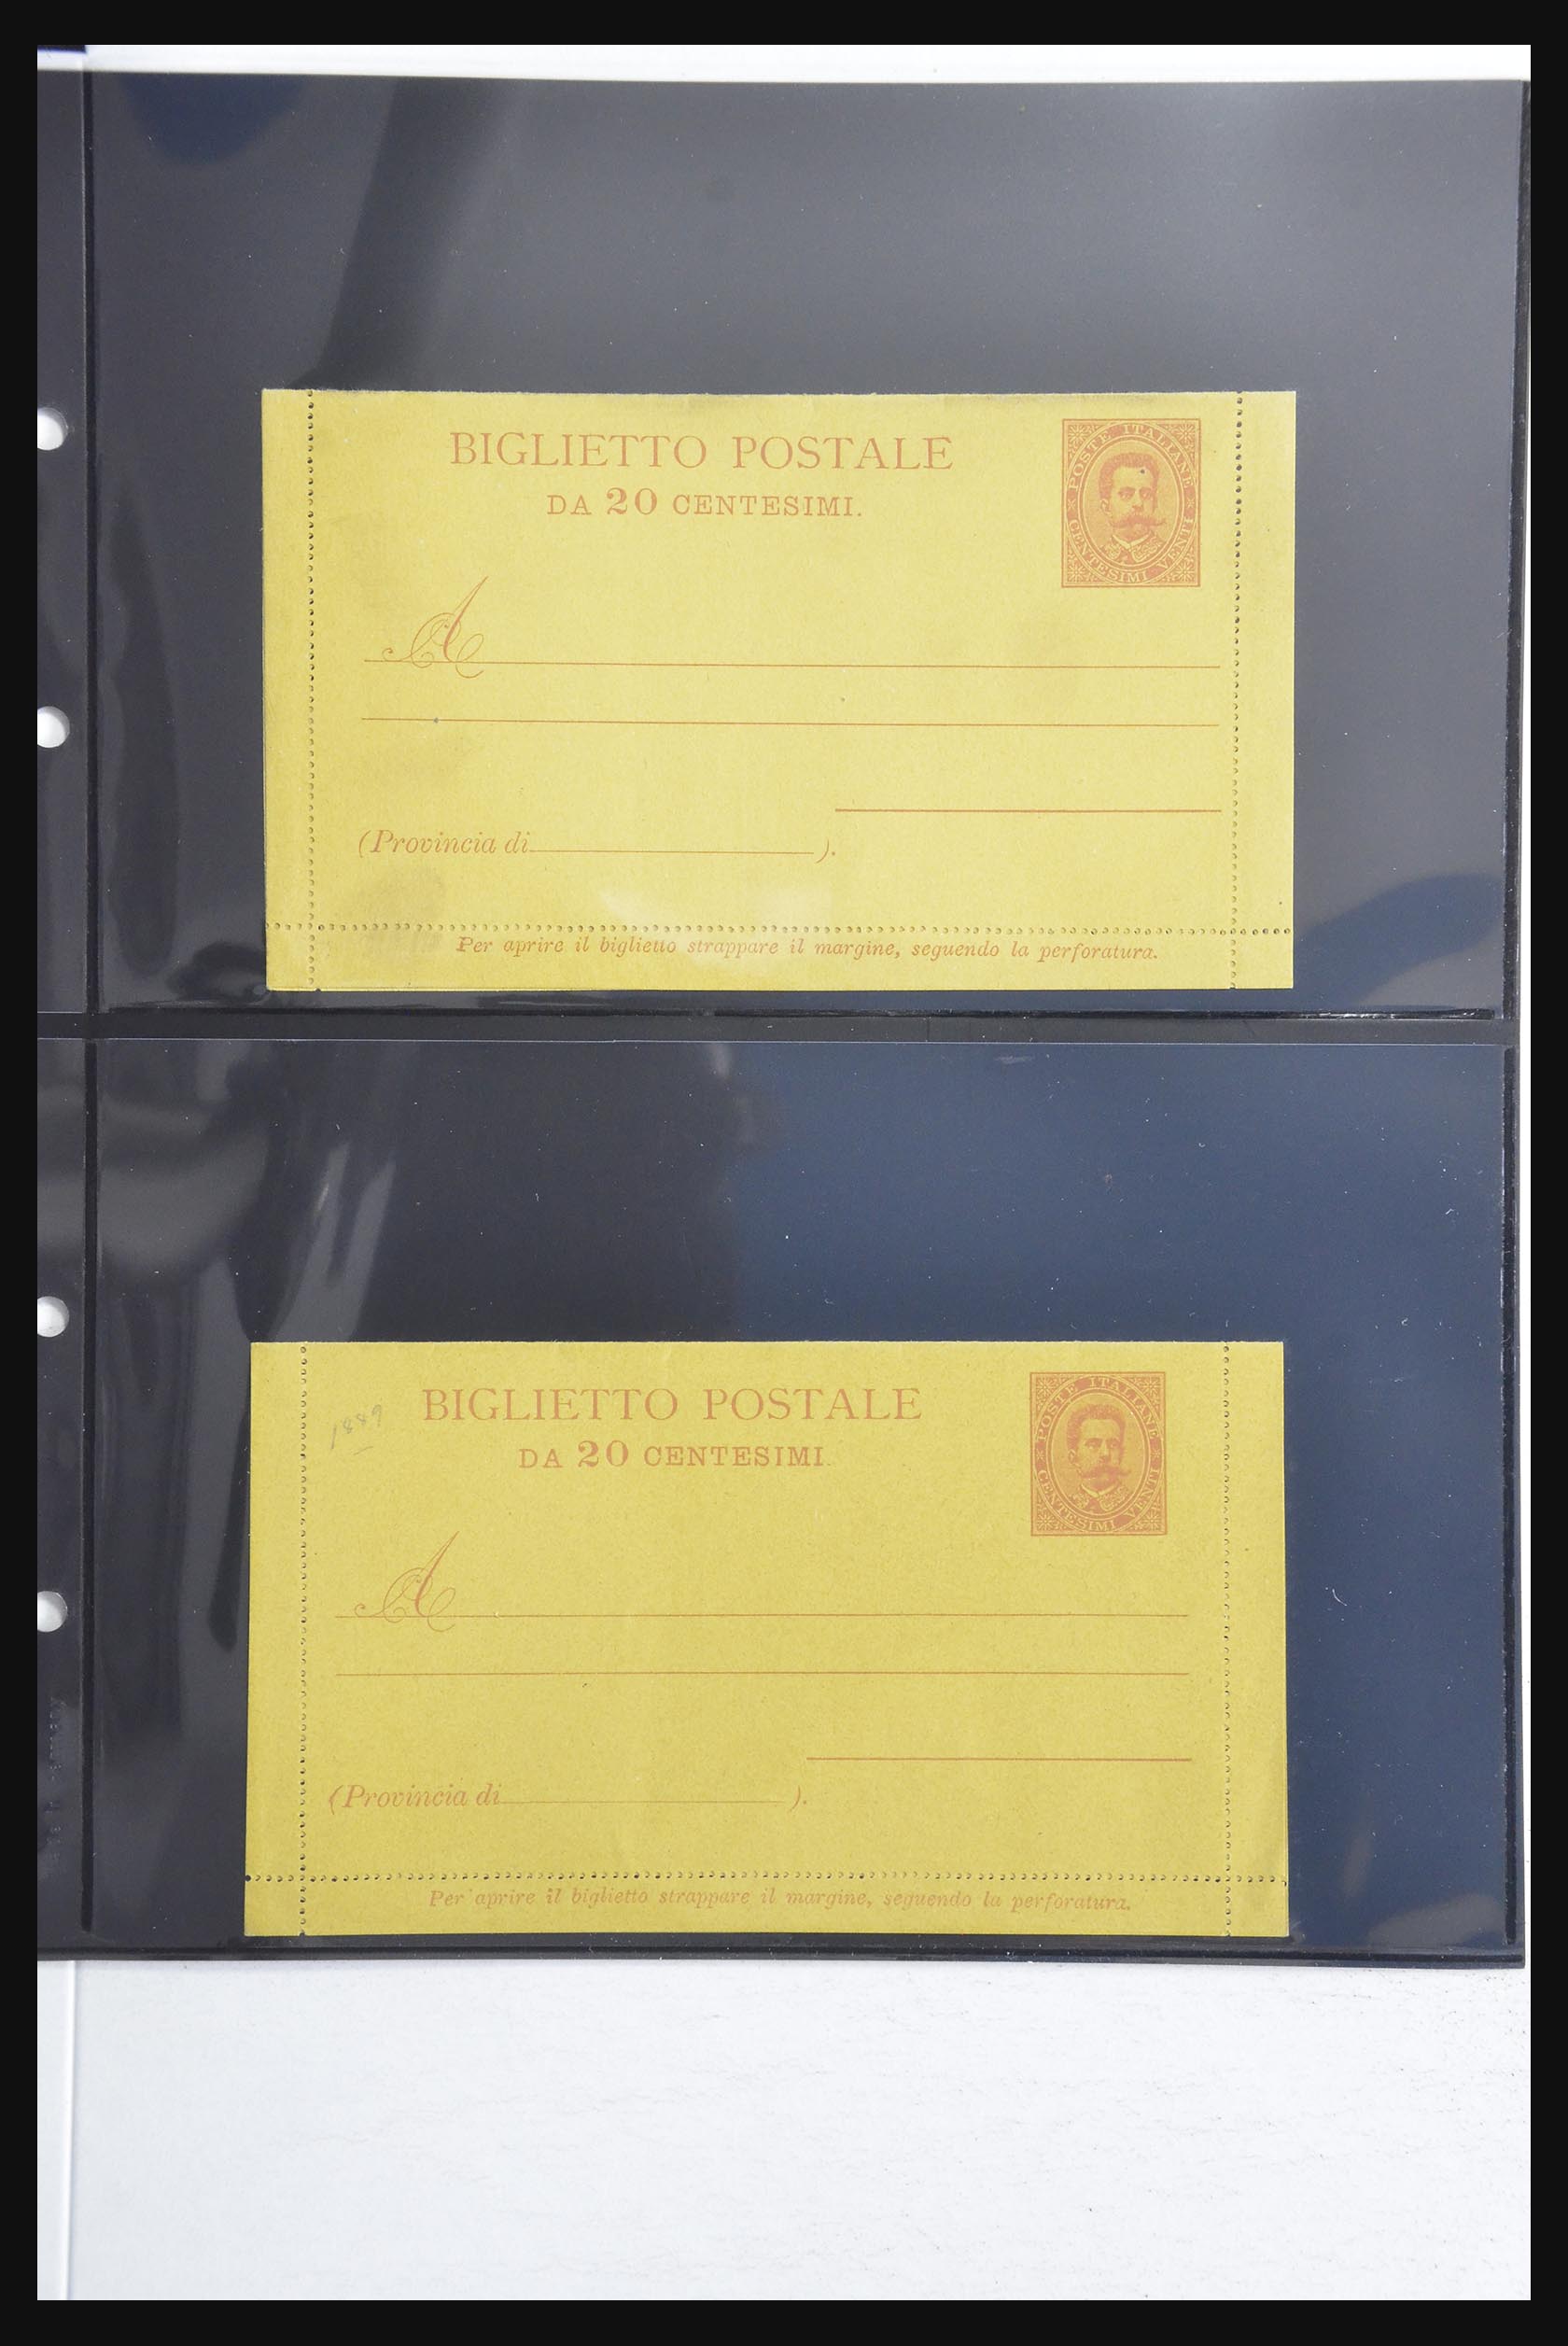 BIGLIETTO POSTALE
DA 20 CENTESIMI.
POSTE ITALIANE
CENTESIMI VENTI
A
(Provincia di ).
Per aprire il biglietto strappare il margine, seguendo la perforatura.
1889
BIGLIETTO POSTALE
DA 20 CENTESIMI.
POSTE ITALIANE
CENTESIMI VENTI
A
(Provincia di ).
Per aprire il biglietto strappare il margine, seguendo la perforatura.